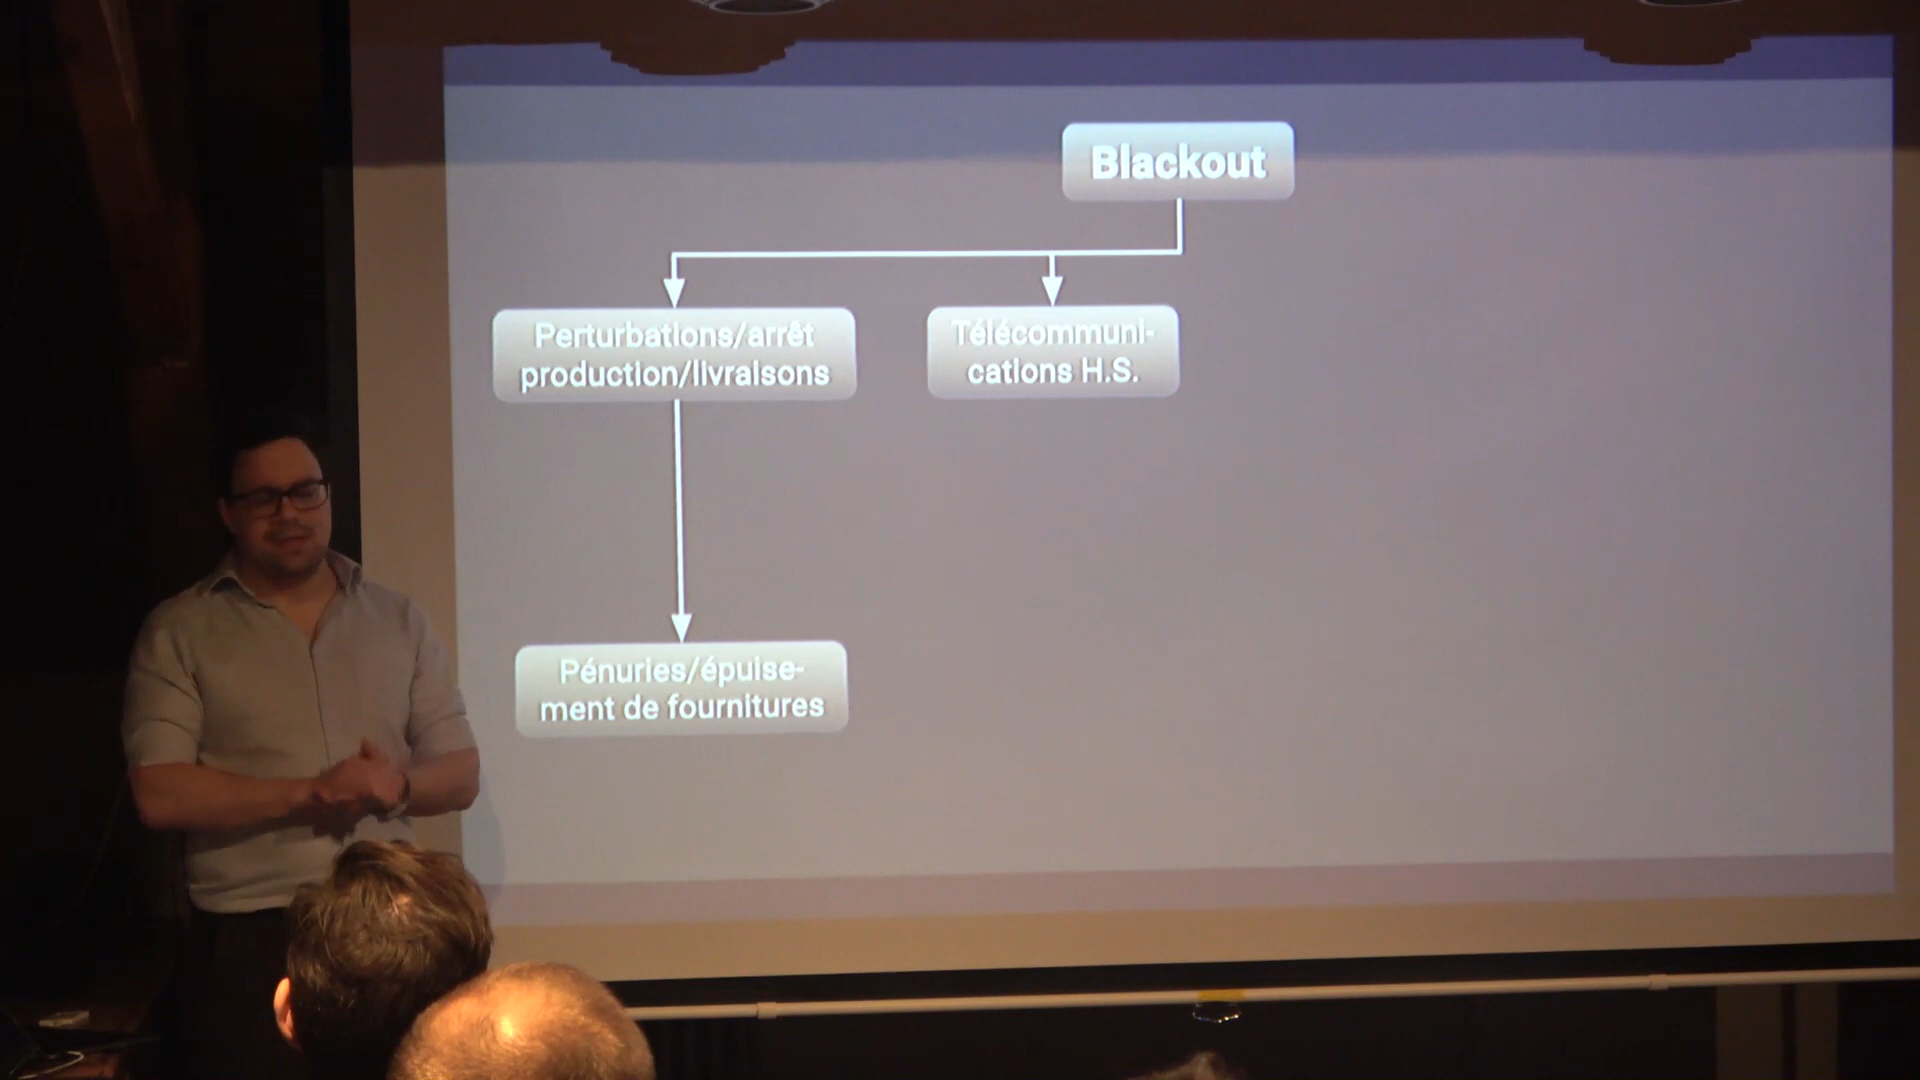 Blackout
Perturbations/arrêt
production/livraisons
Télécommuni-
cations H.S.
Pénuries/épuise-
ment de fournitures